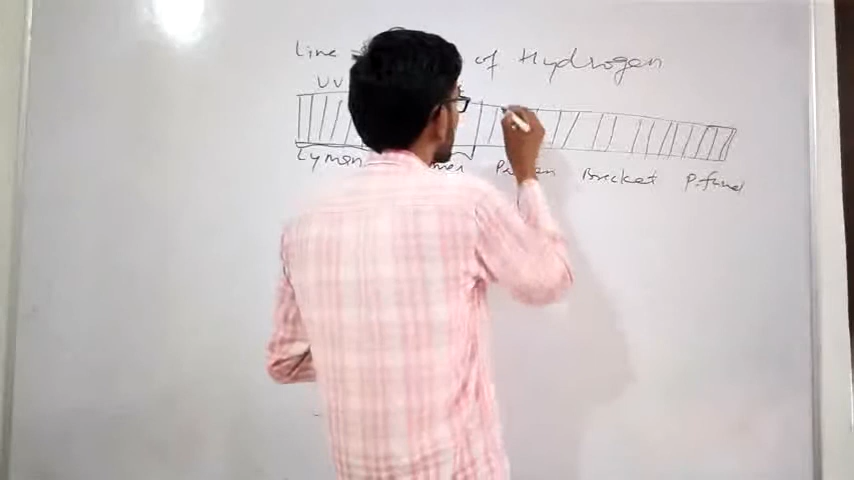 Line of Hydrogen
UV
Lyman Bracket P-fund